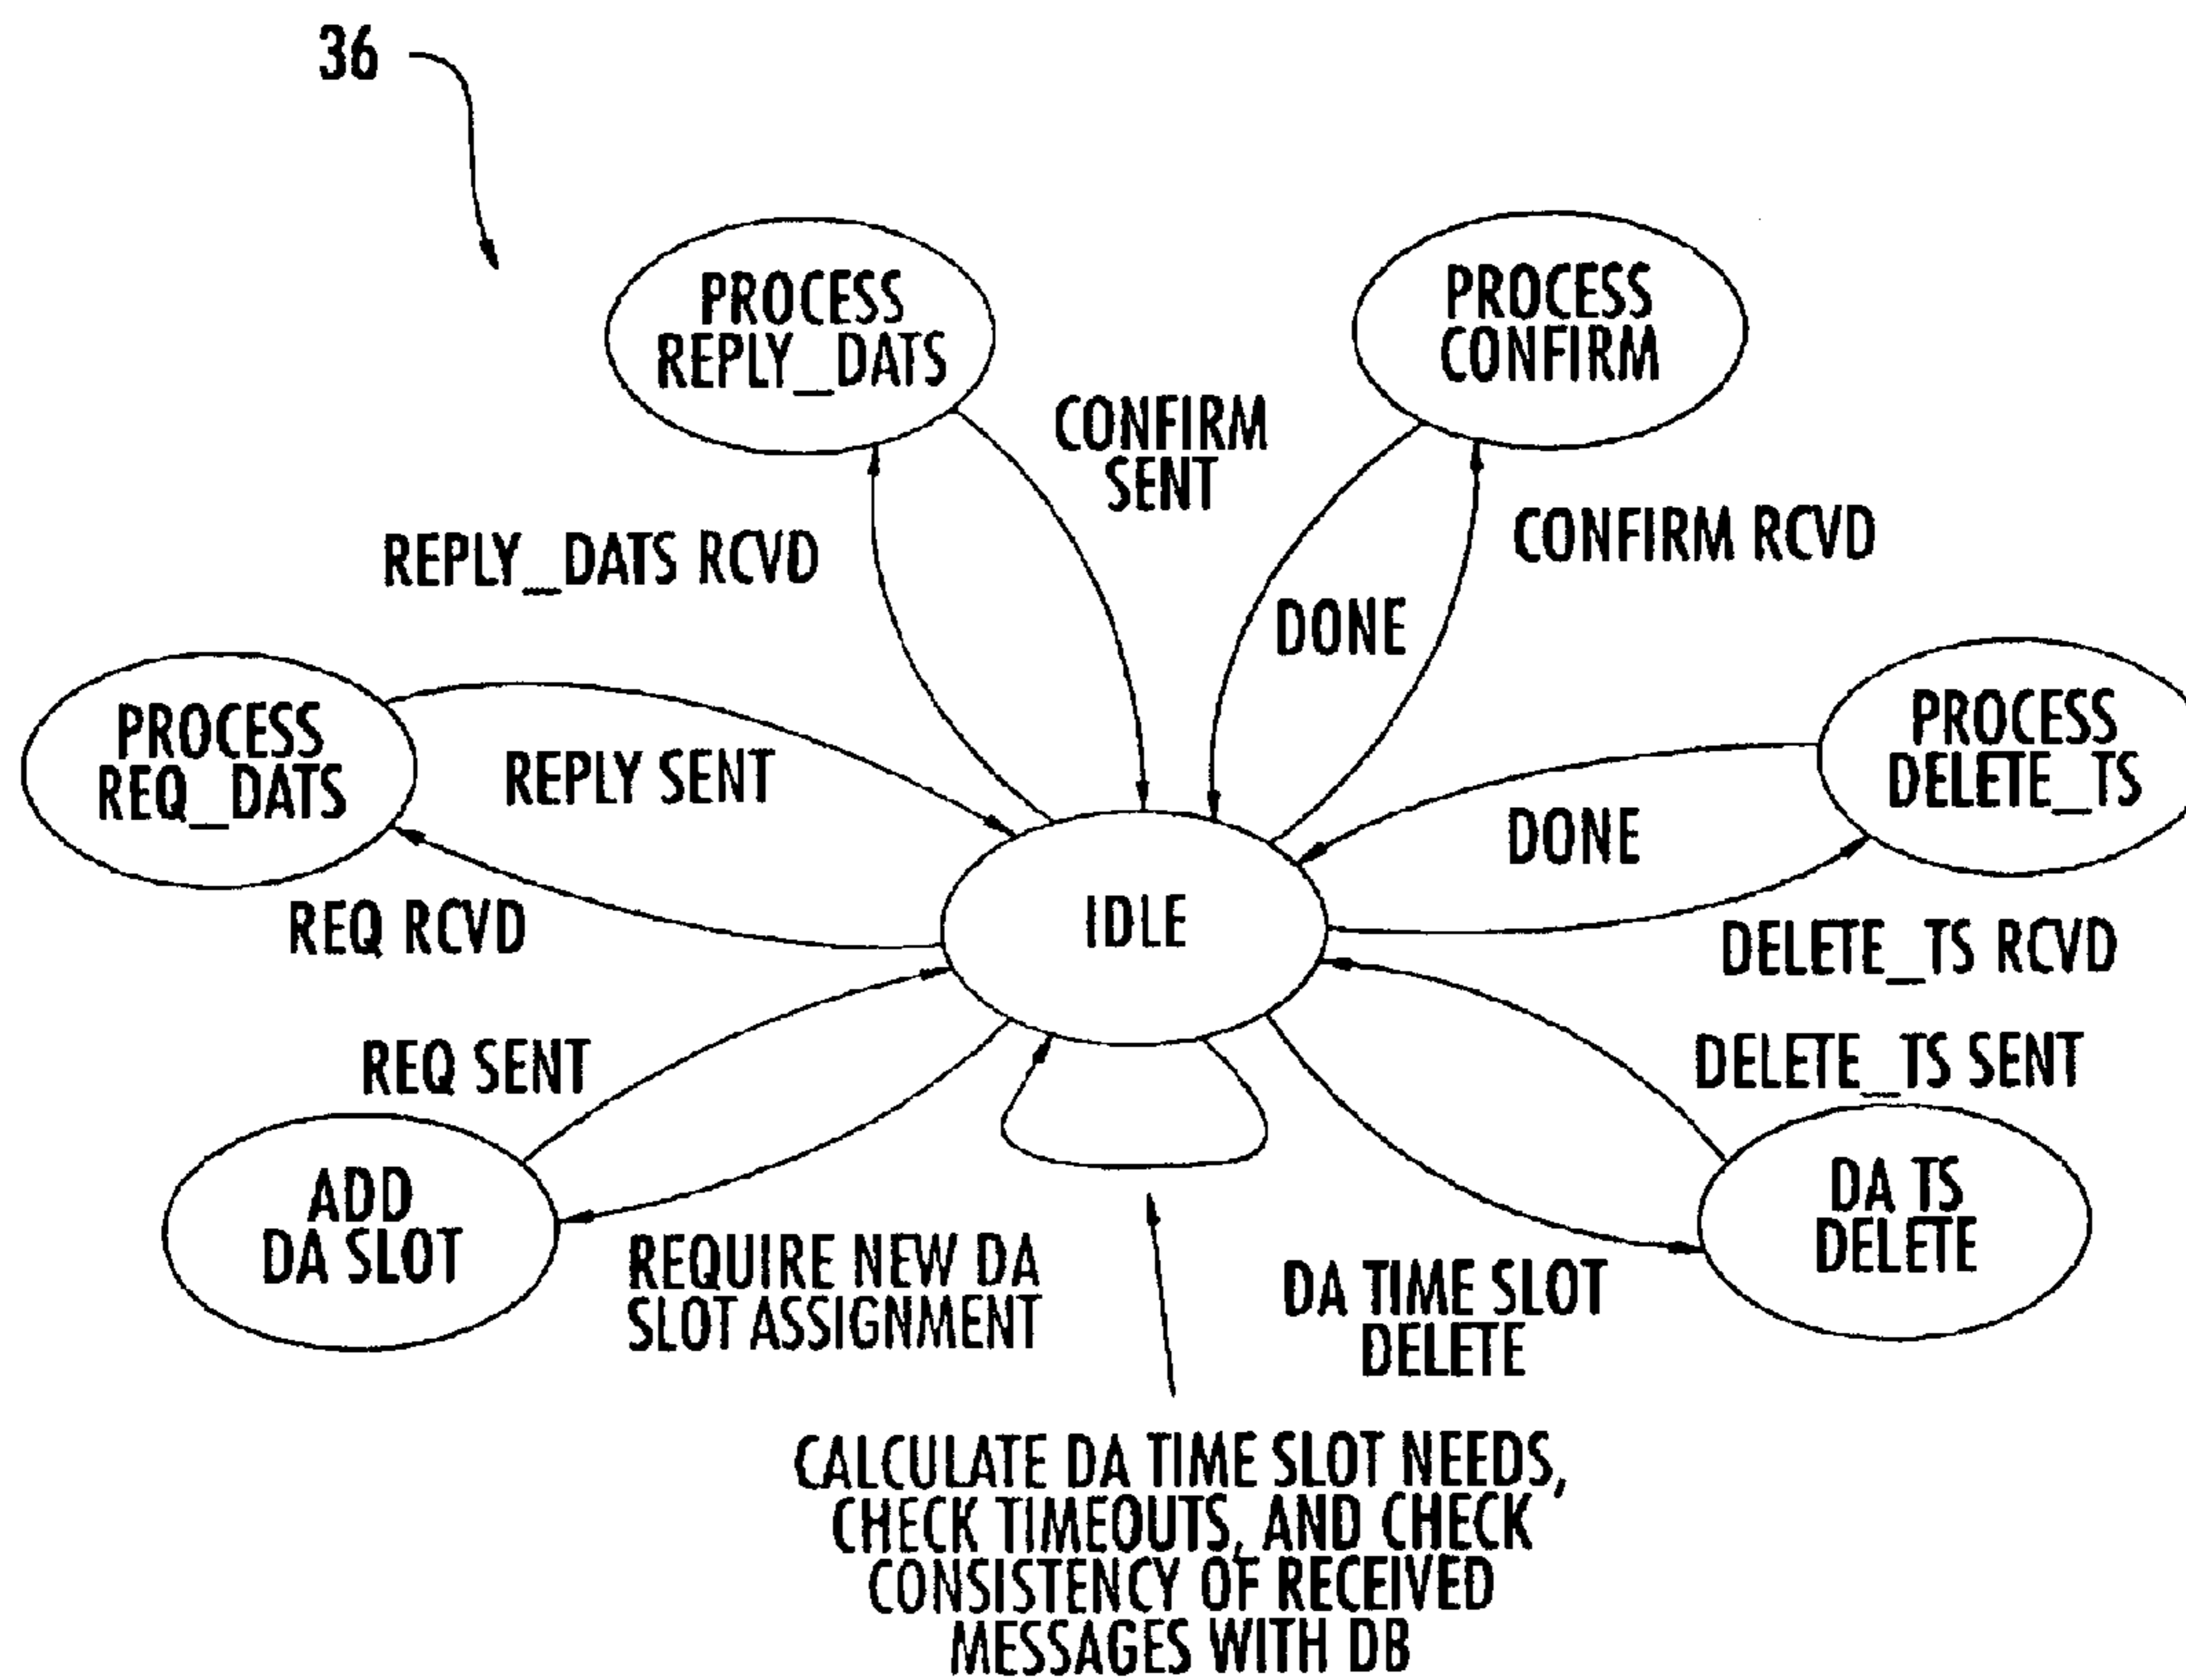 36
PROCESS
REPLY_DATS
PROCESS
CONFIRM
CONFIRM
SENT
REPLY_DATS RCVD
CONFIRM RCVD
DONE
PROCESS
REQ_DATS
REPLY SENT
PROCESS
DELETE_TS
DONE
REQ RCVD
IDLE
DELETE_TS RCVD
REQ SENT
DELETE_TS SENT
ADD
DA SLOT
REQUIRE NEW DA
SLOT ASSIGNMENT
DA TIME SLOT
DELETE
DA TS
DELETE
CALCULATE DA TIME SLOT NEEDS,
CHECK TIMEOUTS, AND CHECK
CONSISTENCY OF RECEIVED
MESSAGES WITH DB